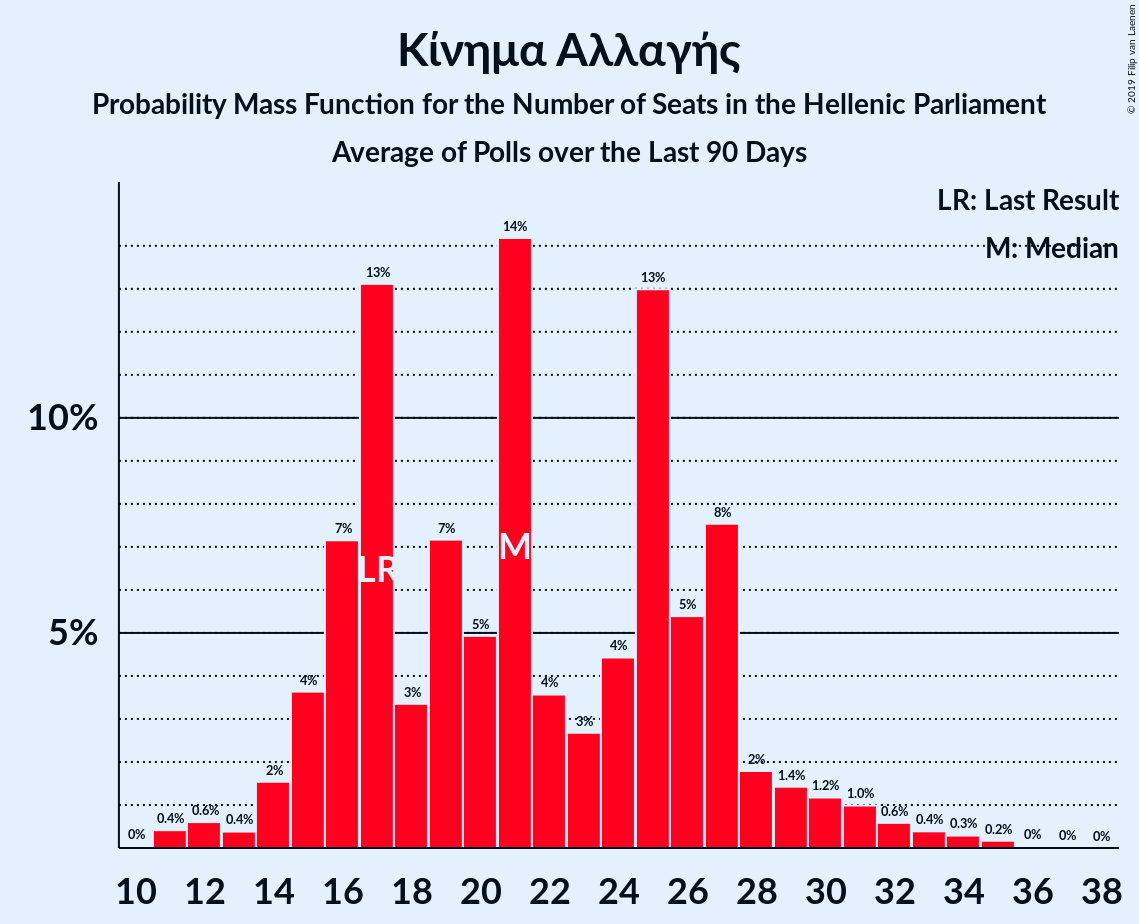 Κίνημα Αλλαγής
Probability Mass Function for the Number of Seats in the Hellenic Parliament
Average of Polls over the Last 90 Days
© 2019 Filip van Laenen
LR: Last Result
M: Median
10%
5%
0% 0.4% 0.6% 0.4% 2% 4% 7% 13% 3% 7% 5% 14% 4% 3% 4% 13% 5% 8% 2% 1.4% 1.2% 1.0% 0.6% 0.4% 0.3% 0.2% 0% 0% 0%
LR M
10 12 14 16 18 20 22 24 26 28 30 32 34 36 38